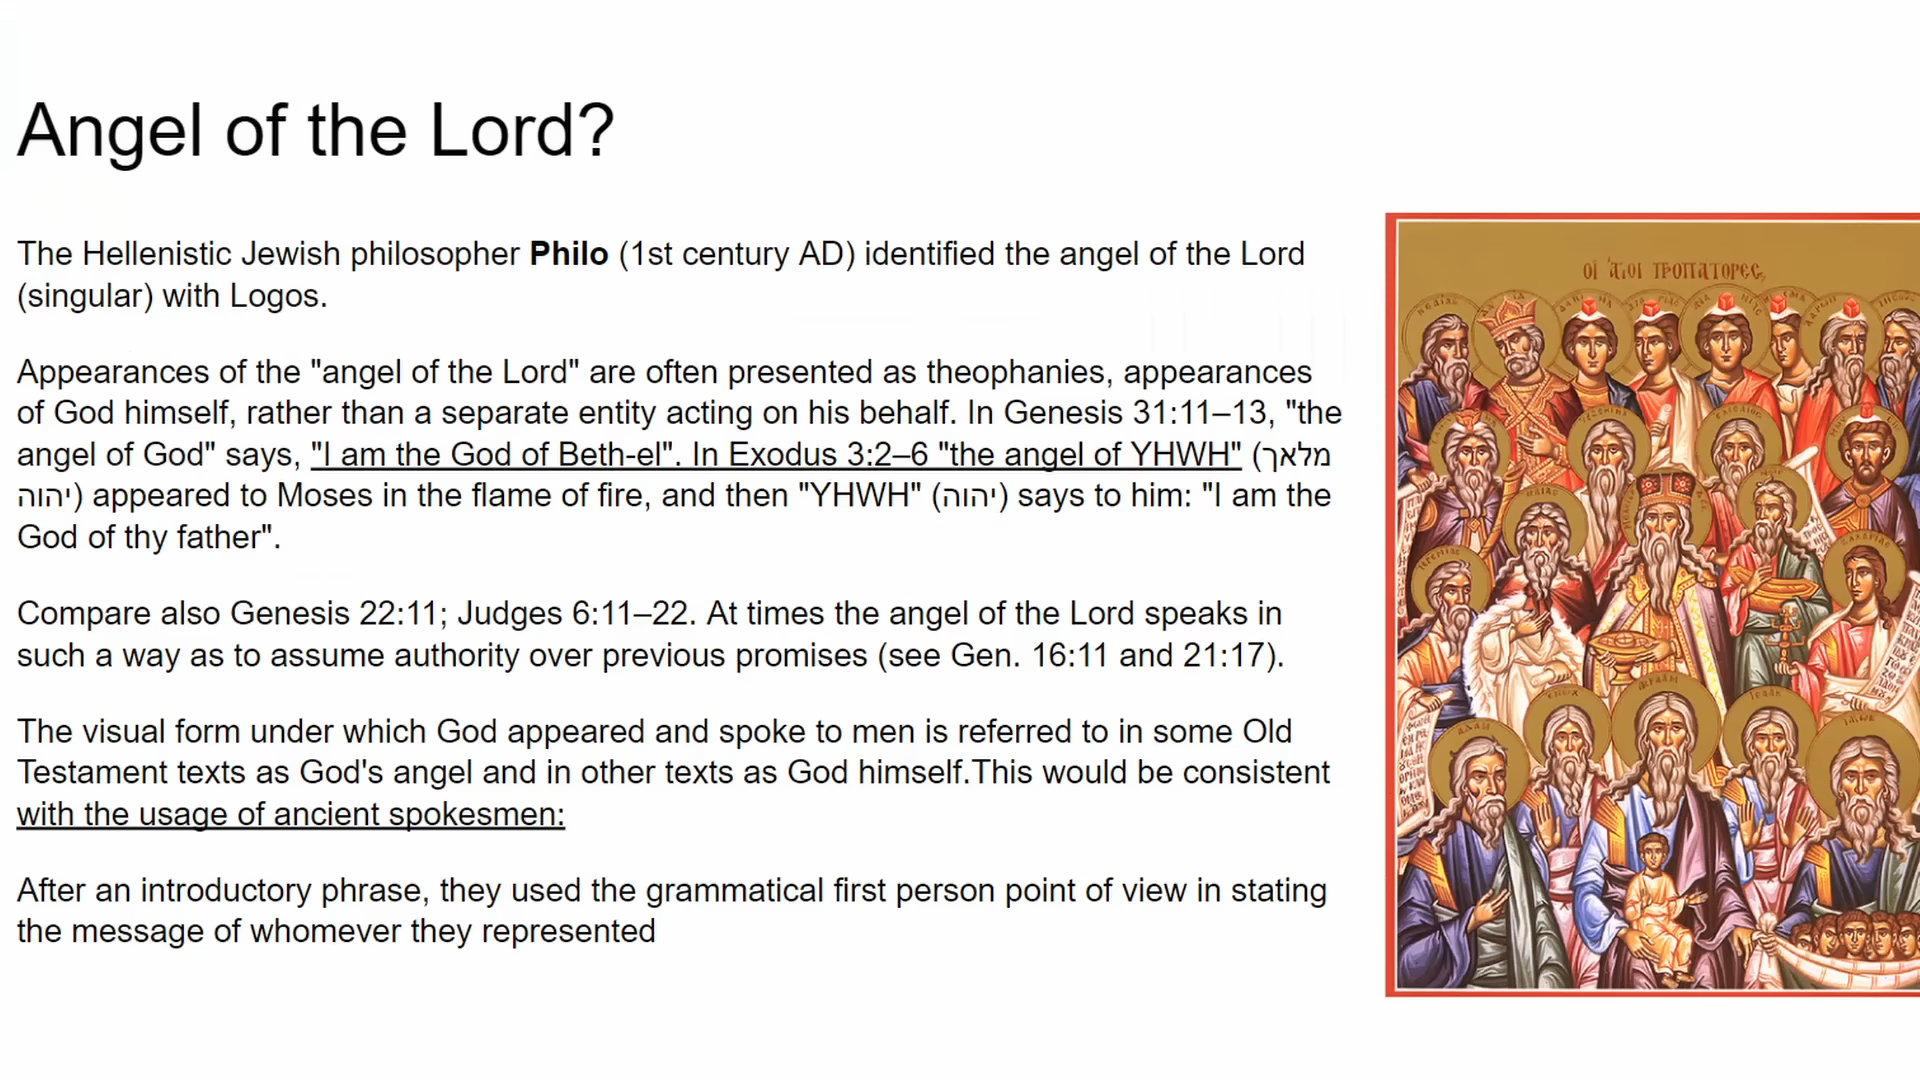 Angel of the Lord?
The Hellenistic Jewish philosopher Philo (1st century AD) identified the angel of the Lord
(singular) with Logos.
Appearances of the "angel of the Lord" are often presented as theophanies, appearances
of God himself, rather than a separate entity acting on his behalf. In Genesis 31:11–13, "the
angel of God" says, "I am the God of Beth-el". In Exodus 3:2–6 "the angel of YHWH" (מלאך
יהוה) appeared to Moses in the flame of fire, and then "YHWH" (יהוה) says to him: "I am the
God of thy father".
Compare also Genesis 22:11; Judges 6:11–22. At times the angel of the Lord speaks in
such a way as to assume authority over previous promises (see Gen. 16:11 and 21:17).
The visual form under which God appeared and spoke to men is referred to in some Old
Testament texts as God's angel and in other texts as God himself.This would be consistent
with the usage of ancient spokesmen:
After an introductory phrase, they used the grammatical first person point of view in stating
the message of whomever they represented
ΟΙ ἍΓΙΟΙ ΠΡΟΠΑΤΟΡΕΣ